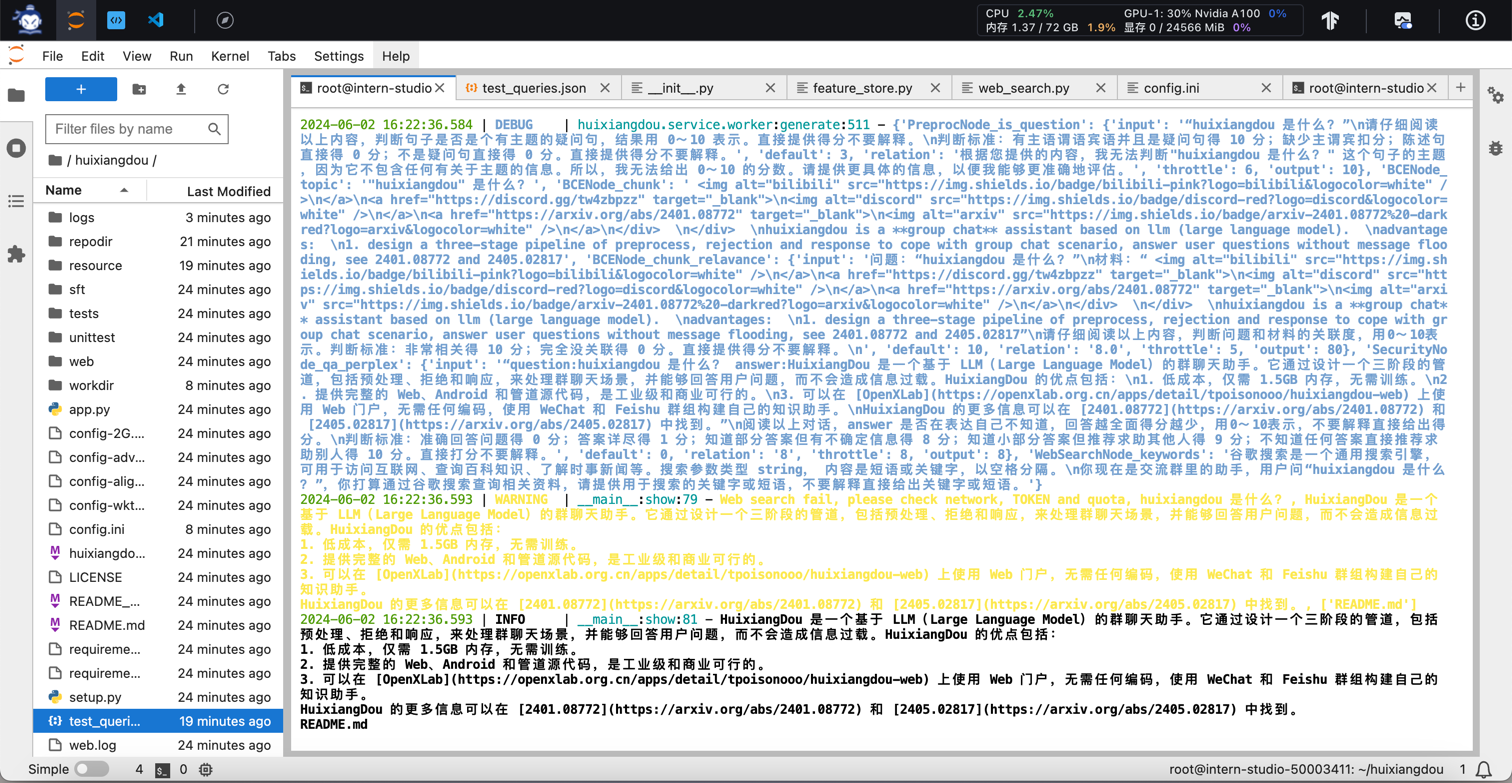 CPU 2.47% GPU-1: 30% Nvidia A100 0%
内存 1.37 / 72 GB 1.9% 显存 0 / 24566 MiB 0%
File Edit View Run Kernel Tabs Settings Help
root@intern-studio test_queries.json __init__.py feature_store.py web_search.py config.ini root@intern-studio
Filter files by name
/ huixiangdou /
Name Last Modified
logs 3 minutes ago
repodir 21 minutes ago
resource 19 minutes ago
sft 24 minutes ago
tests 24 minutes ago
unittest 24 minutes ago
web 24 minutes ago
workdir 8 minutes ago
app.py 24 minutes ago
config-2G.... 24 minutes ago
config-adv... 24 minutes ago
config-alig... 24 minutes ago
config-wkt... 24 minutes ago
config.ini 8 minutes ago
huixiangdo... 24 minutes ago
LICENSE 24 minutes ago
README_... 24 minutes ago
README.md 24 minutes ago
requireme... 24 minutes ago
requireme... 24 minutes ago
setup.py 24 minutes ago
test_queri... 19 minutes ago
web.log 24 minutes ago
2024-06-02 16:22:36.584 | DEBUG | huixiangdou.service.worker:generate:511 - {'PreprocNode_is_question': {'input': '“huixiangdou 是什么？”\n请仔细阅读
以上内容，判断句子是否是个有主题的疑问句，结果用 0～10 表示。直接提供得分不要解释。\n判断标准：有主语谓语宾语并且是疑问句得 10 分；缺少主谓宾扣分；陈述句
直接得 0 分；不是疑问句直接得 0 分。直接提供得分不要解释。', 'default': 3, 'relation': '根据您提供的内容，我无法判断"huixiangdou 是什么？" 这个句子的主题
，因为它不包含任何有关于主题的信息。所以，我无法给出 0～10 的分数。请提供更具体的信息，以便我能够更准确地评估。', 'throttle': 6, 'output': 10}, 'BCENode_
topic': '"huixiangdou" 是什么？', 'BCENode_chunk': ' <img alt="bilibili" src="https://img.shields.io/badge/bilibili-pink?logo=bilibili&logocolor=white" /
>\n</a>\n<a href="https://discord.gg/tw4zbpzz" target="_blank">\n<img alt="discord" src="https://img.shields.io/badge/discord-red?logo=discord&logocolor=
white" />\n</a>\n<a href="https://arxiv.org/abs/2401.08772" target="_blank">\n<img alt="arxiv" src="https://img.shields.io/badge/arxiv-2401.08772%20-dark
red?logo=arxiv&logocolor=white" />\n</a>\n</div>  \n</div>  \nhuixiangdou is a **group chat** assistant based on llm (large language model).  \nadvantage
s:  \n1. design a three-stage pipeline of preprocess, rejection and response to cope with group chat scenario, answer user questions without message floo
ding, see 2401.08772 and 2405.02817', 'BCENode_chunk_relavance': {'input': '问题：“huixiangdou 是什么？”\n材料：“ <img alt="bilibili" src="https://img.sh
ields.io/badge/bilibili-pink?logo=bilibili&logocolor=white" />\n</a>\n<a href="https://discord.gg/tw4zbpzz" target="_blank">\n<img alt="discord" src="htt
ps://img.shields.io/badge/discord-red?logo=discord&logocolor=white" />\n</a>\n<a href="https://arxiv.org/abs/2401.08772" target="_blank">\n<img alt="arxi
v" src="https://img.shields.io/badge/arxiv-2401.08772%20-darkred?logo=arxiv&logocolor=white" />\n</a>\n</div>  \n</div>  \nhuixiangdou is a **group chat*
* assistant based on llm (large language model).  \nadvantages:  \n1. design a three-stage pipeline of preprocess, rejection and response to cope with gr
oup chat scenario, answer user questions without message flooding, see 2401.08772 and 2405.02817”\n请仔细阅读以上内容，判断问题和材料的关联度，用0～10表
示。判断标准：非常相关得 10 分；完全没关联得 0 分。直接提供得分不要解释。\n', 'default': 10, 'relation': '8.0', 'throttle': 5, 'output': 80}, 'SecurityNo
de_qa_perplex': {'input': '“question:huixiangdou 是什么？ answer:HuixiangDou 是一个基于 LLM（Large Language Model）的群聊天助手。它通过设计一个三阶段的管
道，包括预处理、拒绝和响应，来处理群聊天场景，并能够回答用户问题，而不会造成信息过载。HuixiangDou 的优点包括：\n1. 低成本，仅需 1.5GB 内存，无需训练。\n2
. 提供完整的 Web、Android 和管道源代码，是工业级和商业可行的。\n3. 可以在 [OpenXLab](https://openxlab.org.cn/apps/detail/tpoisonooo/huixiangdou-web) 上使
用 Web 门户，无需任何编码，使用 WeChat 和 Feishu 群组构建自己的知识助手。\nHuixiangDou 的更多信息可以在 [2401.08772](https://arxiv.org/abs/2401.08772) 和
[2405.02817](https://arxiv.org/abs/2405.02817) 中找到。”\n阅读以上对话，answer 是否在表达自己不知道，回答越全面得分越少，用0～10表示，不要解释直接给出得
分。\n判断标准：准确回答问题得 0 分；答案详尽得 1 分；知道部分答案但有不确定信息得 8 分；知道小部分答案但推荐求助其他人得 9 分；不知道任何答案直接推荐求
助别人得 10 分。直接打分不要解释。', 'default': 0, 'relation': '8', 'throttle': 8, 'output': 8}, 'WebSearchNode_keywords': '谷歌搜索是一个通用搜索引擎，
可用于访问互联网、查询百科知识、了解时事新闻等。搜索参数类型 string， 内容是短语或关键字，以空格分隔。\n你现在是交流群里的助手，用户问“huixiangdou 是什么
？”，你打算通过谷歌搜索查询相关资料，请提供用于搜索的关键字或短语，不要解释直接给出关键字或短语。'}
2024-06-02 16:22:36.593 | WARNING | __main__:show:79 - Web search fail, please check network, TOKEN and quota, huixiangdou 是什么？, HuixiangDou 是一个
基于 LLM（Large Language Model）的群聊天助手。它通过设计一个三阶段的管道，包括预处理、拒绝和响应，来处理群聊天场景，并能够回答用户问题，而不会造成信息过
载。HuixiangDou 的优点包括：
1. 低成本，仅需 1.5GB 内存，无需训练。
2. 提供完整的 Web、Android 和管道源代码，是工业级和商业可行的。
3. 可以在 [OpenXLab](https://openxlab.org.cn/apps/detail/tpoisonooo/huixiangdou-web) 上使用 Web 门户，无需任何编码，使用 WeChat 和 Feishu 群组构建自己的
知识助手。
HuixiangDou 的更多信息可以在 [2401.08772](https://arxiv.org/abs/2401.08772) 和 [2405.02817](https://arxiv.org/abs/2405.02817) 中找到。, ['README.md']
2024-06-02 16:22:36.593 | INFO | __main__:show:81 - HuixiangDou 是一个基于 LLM（Large Language Model）的群聊天助手。它通过设计一个三阶段的管道，包括
预处理、拒绝和响应，来处理群聊天场景，并能够回答用户问题，而不会造成信息过载。HuixiangDou 的优点包括：
1. 低成本，仅需 1.5GB 内存，无需训练。
2. 提供完整的 Web、Android 和管道源代码，是工业级和商业可行的。
3. 可以在 [OpenXLab](https://openxlab.org.cn/apps/detail/tpoisonooo/huixiangdou-web) 上使用 Web 门户，无需任何编码，使用 WeChat 和 Feishu 群组构建自己的
知识助手。
HuixiangDou 的更多信息可以在 [2401.08772](https://arxiv.org/abs/2401.08772) 和 [2405.02817](https://arxiv.org/abs/2405.02817) 中找到。
README.md
Simple 4 0 root@intern-studio-50003411: ~/huixiangdou 1